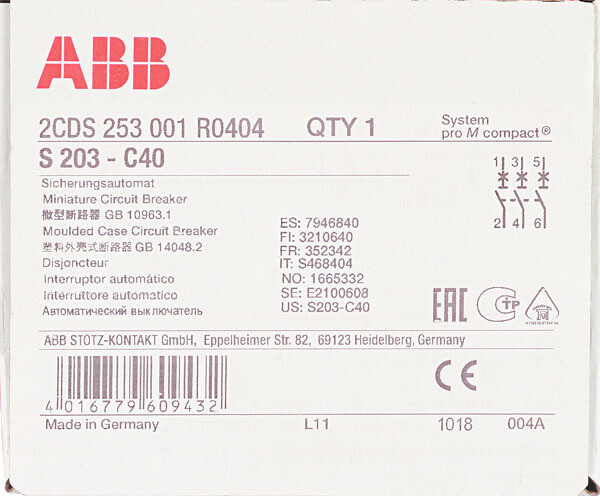 ABB
2CDS 253 001 R0404 QTY 1
System
pro M compact®
S 203 - C40
1 3 5
2 4 6
Sicherungsautomat
Miniature Circuit Breaker
微型断路器 GB 10963.1
Moulded Case Circuit Breaker
塑料外壳式断路器 GB 14048.2
Disjoncteur
Interruptor automático
Interruttore automatico
Автоматический выключатель
ES: 7946840
FI: 3210640
FR: 352342
IT: S468404
NO: 1665332
SE: E2100608
US: S203-C40
EAC
СТР
ABB STOTZ-KONTAKT GmbH, Eppelheimer Str. 82, 69123 Heidelberg, Germany
4 016779 609432
CE
Made in Germany L11 1018 004A